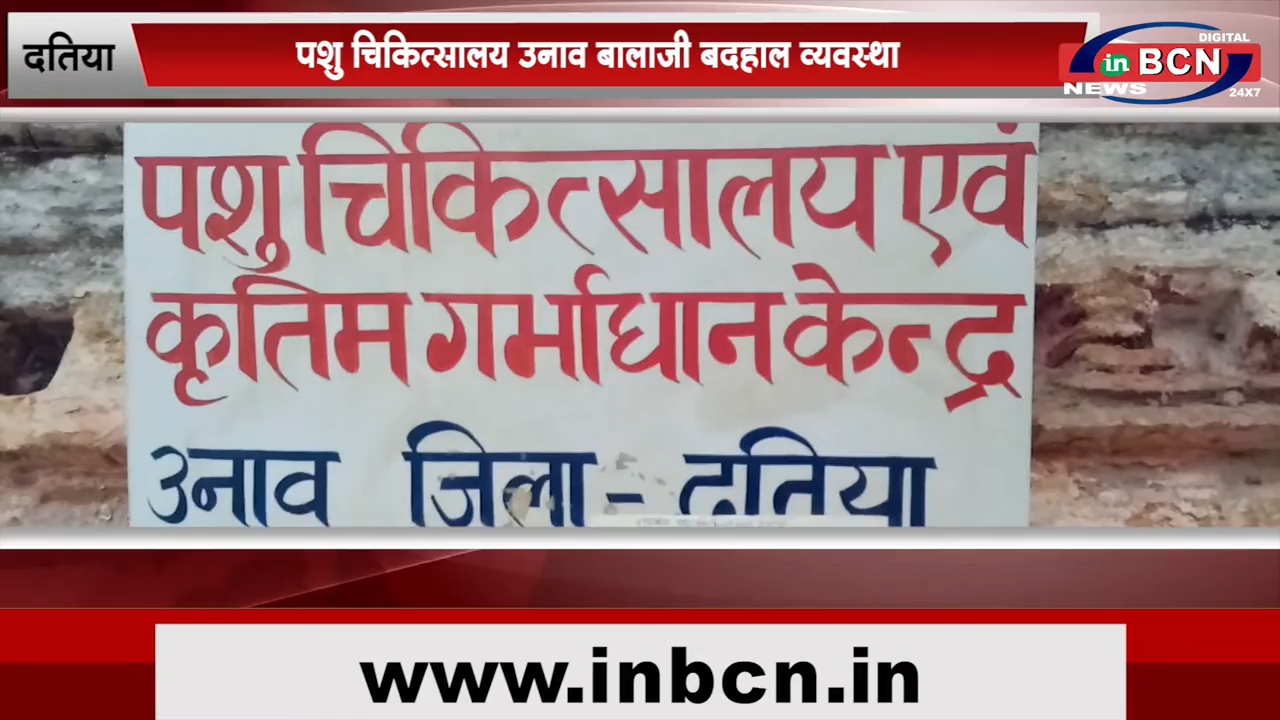 दतिया
पशु चिकित्सालय उनाव बालाजी बदहाल व्यवस्था
DIGITAL
in BCN
NEWS
24X7
पशु चिकित्सालय एवं
कृतिम गर्भाधान केन्द्र
उनाव जिला - दतिया
www.inbcn.in